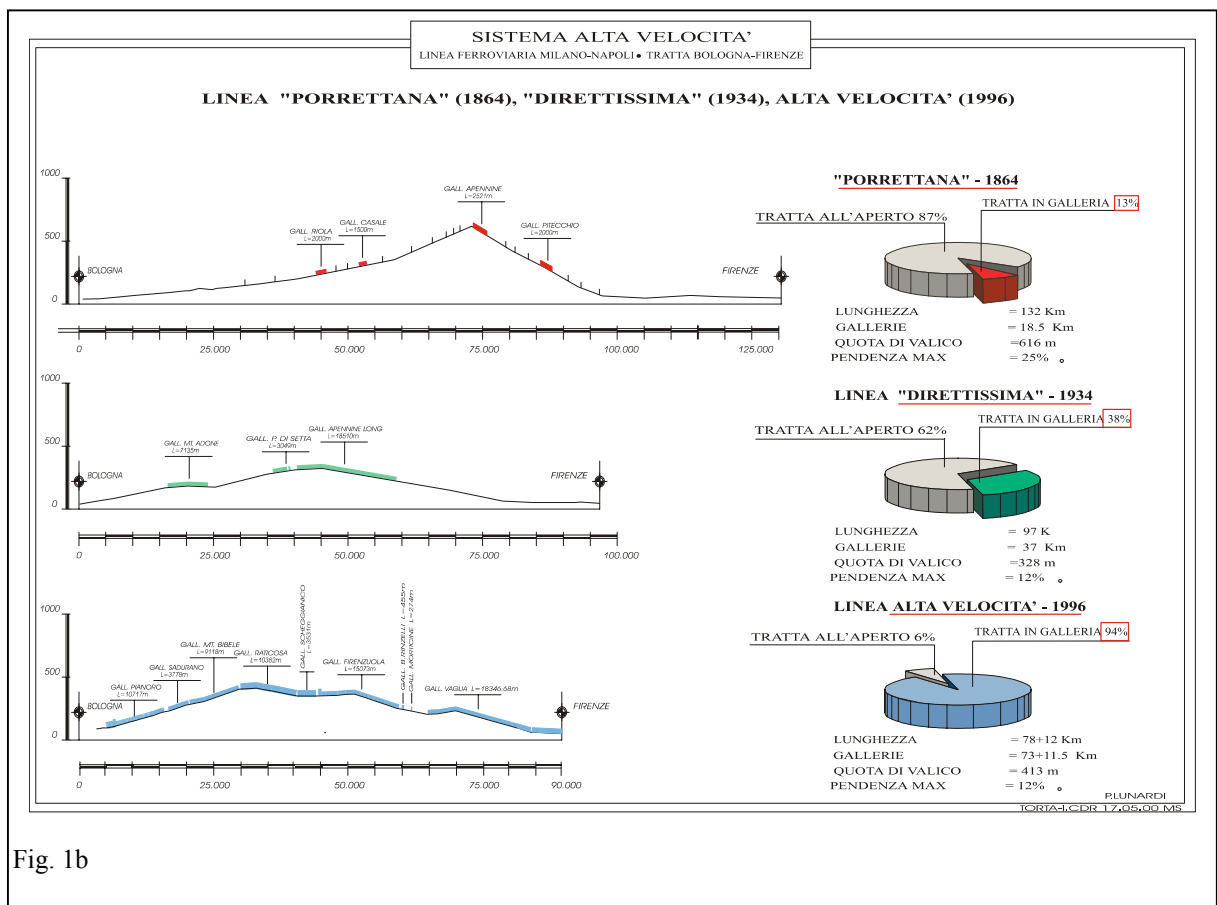 SISTEMA ALTA VELOCITA'
LINEA FERROVIARIA MILANO-NAPOLI • TRATTA BOLOGNA-FIRENZE
LINEA "PORRETTANA" (1864), "DIRETTISSIMA" (1934), ALTA VELOCITA' (1996)
1000
500
0
BOLOGNA
GALL. RIOLA
L=2000m
GALL. CASALE
L=1500m
GALL. APENNINE
L=2521m
GALL. PITECCHIO
L=2000m
FIRENZE
0 25.000 50.000 75.000 125.000
"PORRETTANA" - 1864
TRATTA IN GALLERIA 13%
TRATTA ALL'APERTO 87%
LUNGHEZZA = 132 Km
GALLERIE = 18.5 Km
QUOTA DI VALICO =616 m
PENDENZA MAX = 25% °
1000
500
0
BOLOGNA
GALL. MT. ADONE
L=7135m
GALL. P. DI SETTA
L=3049m
GALL. APENNINE LONG
L=18510m
FIRENZE
0 25.000 50.000 75.000 100.000
LINEA "DIRETTISSIMA" - 1934
TRATTA IN GALLERIA 38%
TRATTA ALL'APERTO 62%
LUNGHEZZA = 97 K
GALLERIE = 37 Km
QUOTA DI VALICO =328 m
PENDENZA MAX = 12% °
1000
500
0
BOLOGNA
GALL. PIANORO
L=10717m
GALL. SADURANO
L=3778m
GALL. MT. BIBELE
L=9118m
GALL. RATICOSA
L=10382m
GALL. SCHEGGIANICO
L=3531m
GALL. FIRENZUOLA
L=15073m
GALL. B.RINZELLI L=455m
GALL. MORTICINE L=274m
GALL. VAGLIA L=18346.68m
FIRENZE
0 25.000 50.000 75.000 90.000
LINEA ALTA VELOCITA' - 1996
TRATTA IN GALLERIA 94%
TRATTA ALL'APERTO 6%
LUNGHEZZA = 78+12 Km
GALLERIE = 73+11.5 Km
QUOTA DI VALICO = 413 m
PENDENZA MAX = 12% °
P.LUNARDI
TORTA-I.CDR 17.05.00 MS
Fig. 1b